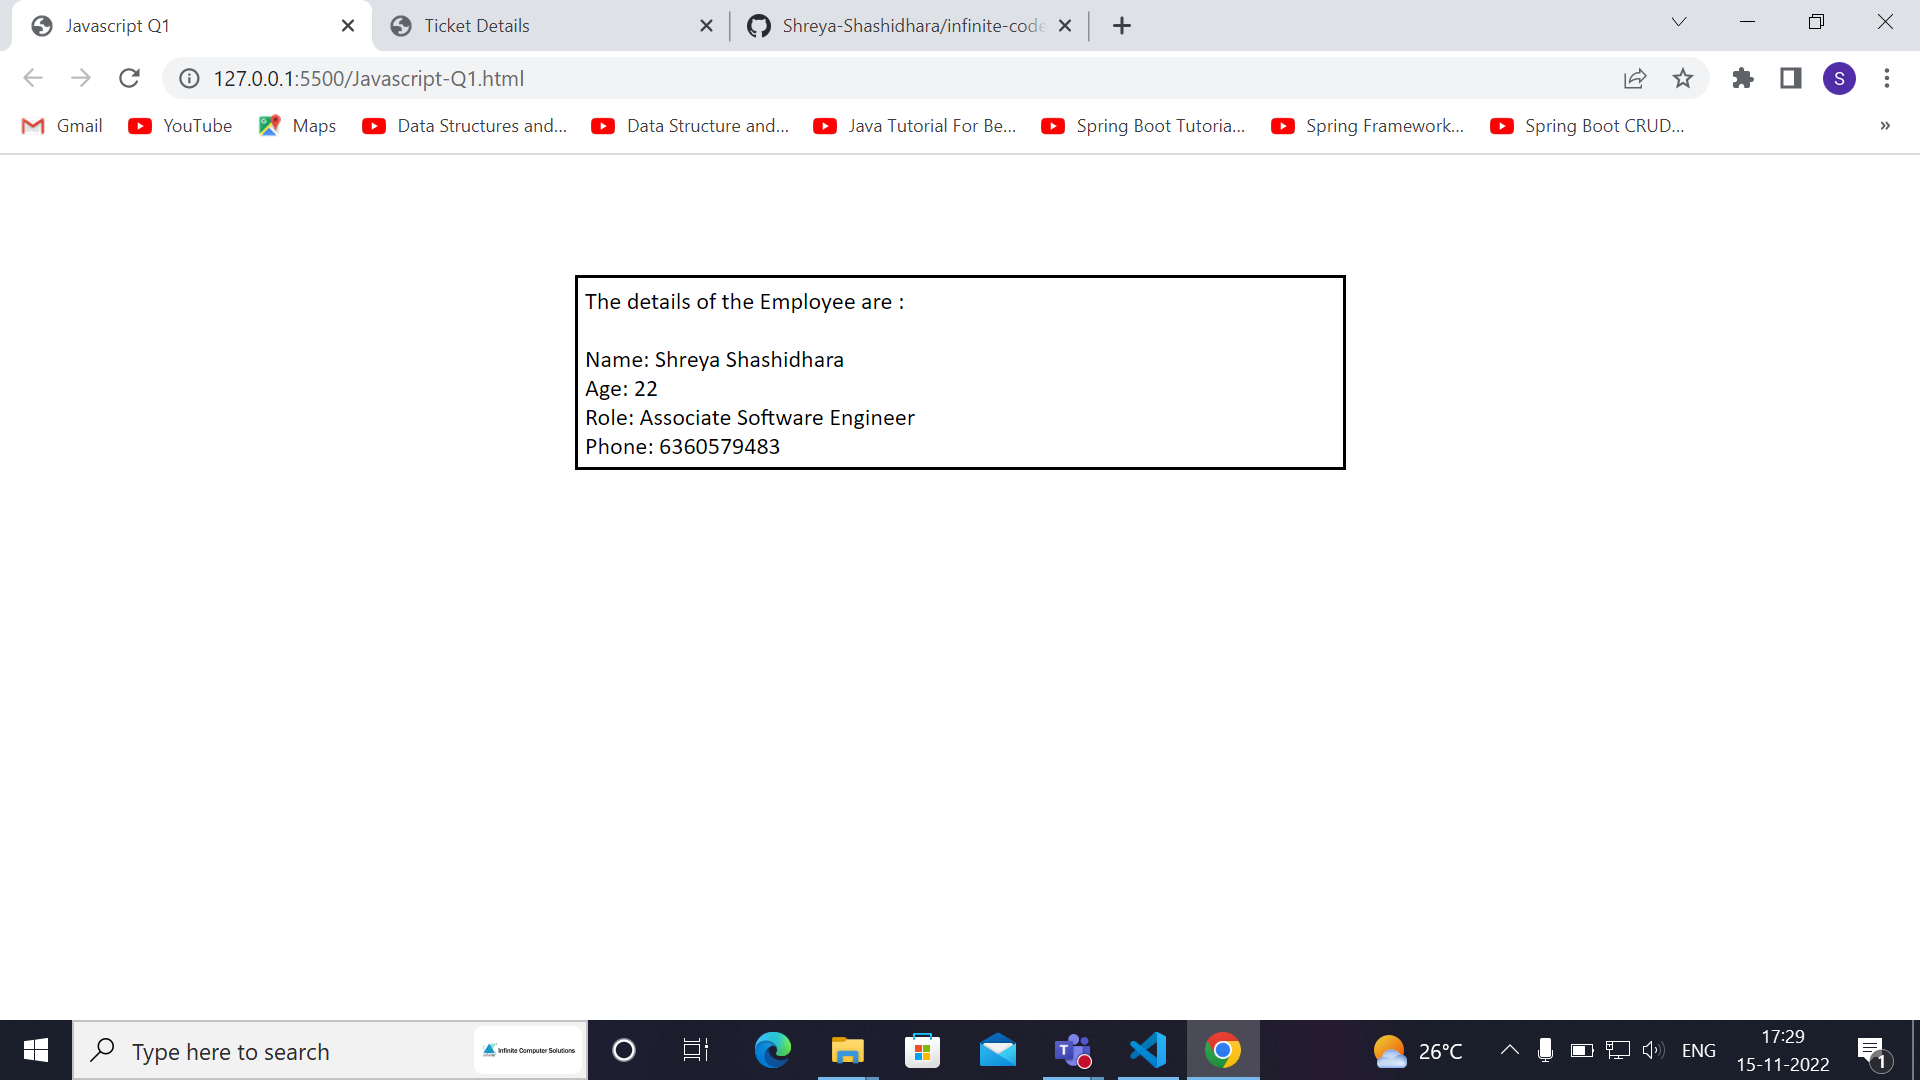 Javascript Q1
Ticket Details
Shreya-Shashidhara/infinite-code
127.0.0.1:5500/Javascript-Q1.html
S
Gmail
YouTube
Maps
Data Structures and...
Data Structure and...
Java Tutorial For Be...
Spring Boot Tutoria...
Spring Framework...
Spring Boot CRUD...
»
The details of the Employee are :
Name: Shreya Shashidhara
Age: 22
Role: Associate Software Engineer
Phone: 6360579483
Type here to search
Infinite Computer Solutions
T
26°C
ENG
17:29
15-11-2022
1